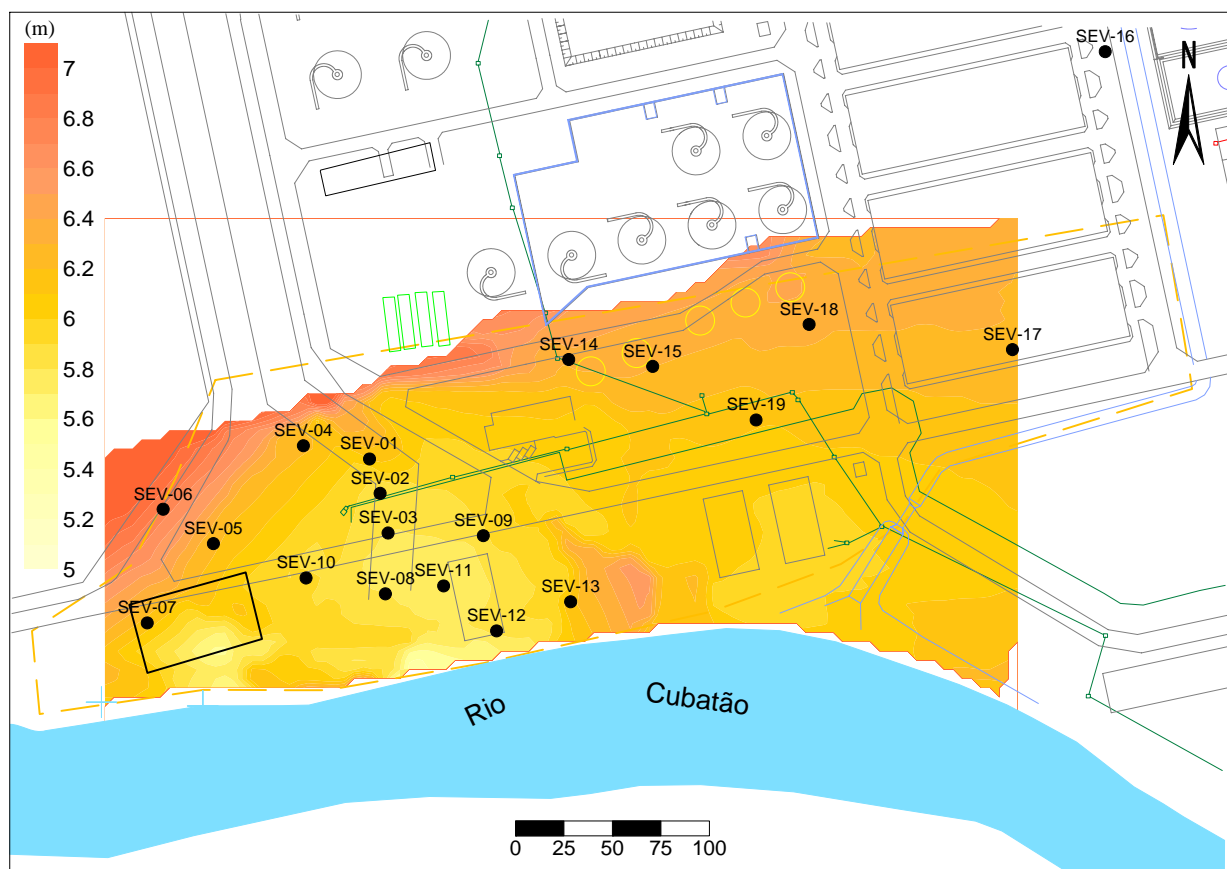 (m)
7
6.8
6.6
6.4
6.2
6
5.8
5.6
5.4
5.2
5
SEV-16
N
SEV-18
SEV-14
SEV-15
SEV-17
SEV-19
SEV-04
SEV-01
SEV-02
SEV-06
SEV-03
SEV-09
SEV-05
SEV-10
SEV-08
SEV-11
SEV-13
SEV-07
SEV-12
Rio Cubatão
0 25 50 75 100